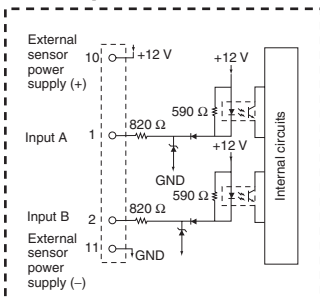 External
sensor
power
supply (+)
10
+12 V
+12 V
590 Ω
820 Ω
Input A
1
+12 V
GND
590 Ω
820 Ω
Input B
2
External
sensor
power
supply (−)
11
GND
Internal circuits